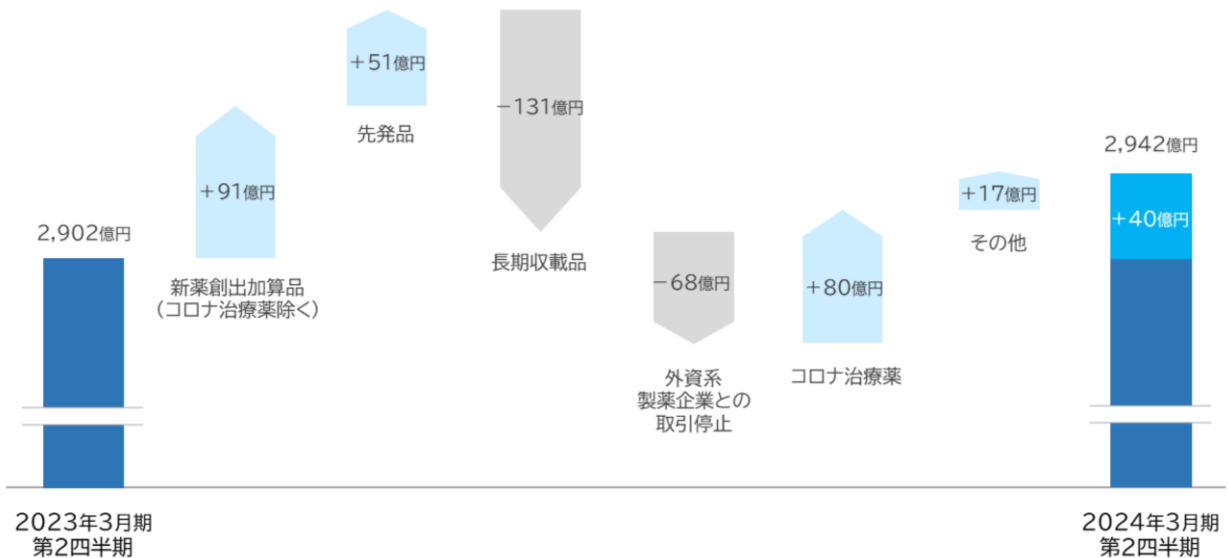 +51億円
先発品
-131億円
長期収載品
+91億円
新薬創出加算品
(コロナ治療薬除く)
2,902億円
-68億円
外資系
製薬企業との
取引停止
+80億円
コロナ治療薬
+17億円
その他
2,942億円
+40億円
2023年3月期
第2四半期
2024年3月期
第2四半期